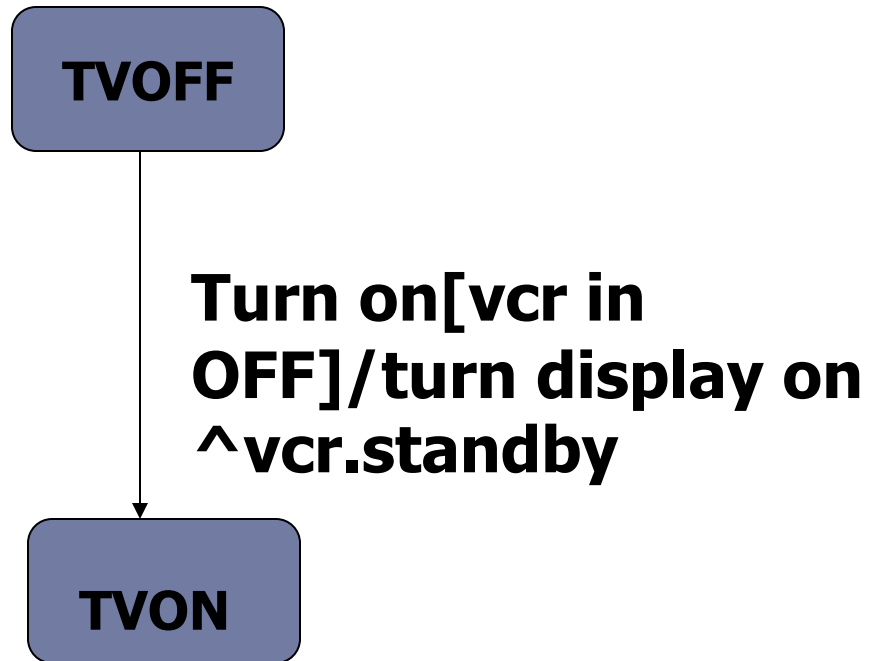 TVOFF
Turn on[vcr in
OFF]/turn display on
^vcr.standby
TVON